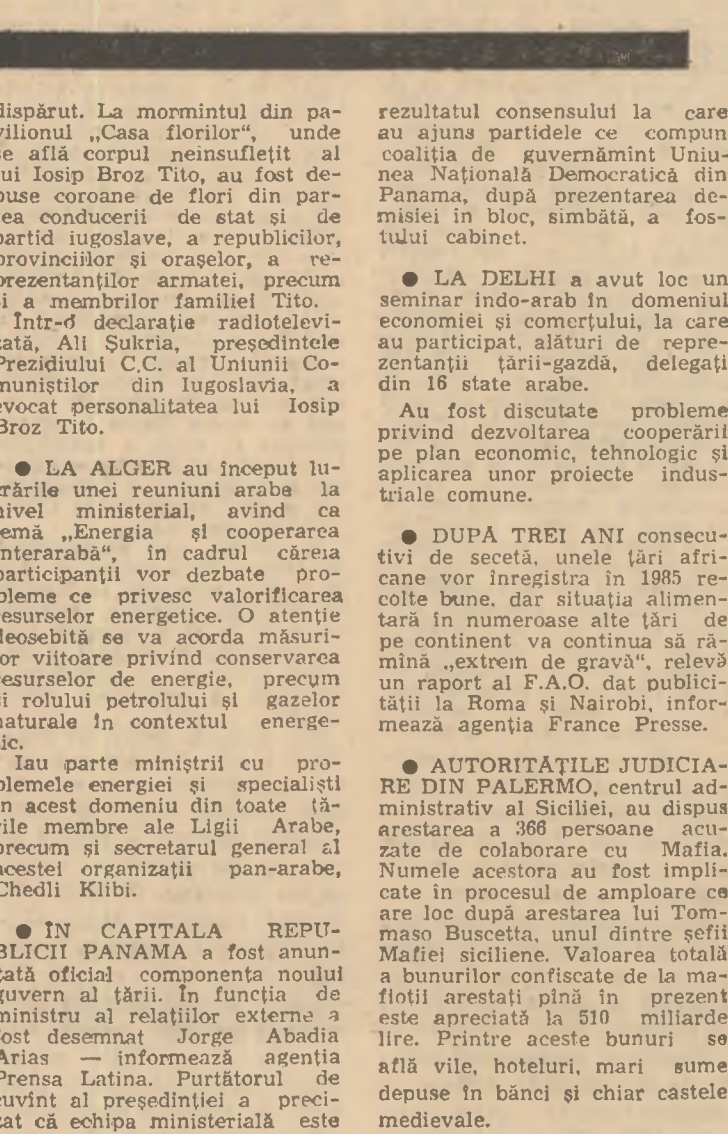 dispărut. La mormintul din pa-
vilionul „Casa florilor“, unde
se află corpul neinsuflețit al
lui Iosip Broz Tito, au fost de-
puse coroane de flori din par-
tea conducerii de stat și de
partid iugoslave, a republicilor,
provinciilor și orașelor, a re-
prezentanților armatei, precum
și a membrilor familiei Tito.
Într-o declarație radiotelevi-
zată, Ali Șukria, președintele
Prezidiului C.C. al Uniunii Co-
muniștilor din Iugoslavia, a
evocat personalitatea lui Iosip
Broz Tito.
● LA ALGER au început lu-
crările unei reuniuni arabe la
nivel ministerial, avind ca
temă „Energia și cooperarea
interarabă“, în cadrul căreia
participanții vor dezbate pro-
bleme ce privesc valorificarea
resurselor energetice. O atenție
deosebită se va acorda măsuri-
lor viitoare privind conservarea
resurselor de energie, precum
și rolului petrolului și gazelor
naturale în contextul energe-
tic.
Iau parte miniștrii cu pro-
blemele energiei și specialiști
în acest domeniu din toate ță-
rile membre ale Ligii Arabe,
precum și secretarul general al
acestei organizații pan-arabe,
Chedli Klibi.
● ÎN CAPITALA REPU-
BLICII PANAMA a fost anun-
țată oficial componența noului
guvern al țării. În funcția de
ministru al relațiilor externe a
fost desemnat Jorge Abadia
Arias — informează agenția
Prensa Latina. Purtătorul de
cuvînt al președinției a preci-
zat că echipa ministerială este
rezultatul consensului la care
au ajuns partidele ce compun
coaliția de guvernămînt Uniu-
nea Națională Democratică din
Panama, după prezentarea de-
misiei în bloc, simbătă, a fos-
tului cabinet.
● LA DELHI a avut loc un
seminar indo-arab în domeniul
economiei și comerțului, la care
au participat, alături de repre-
zentanții țării-gazdă, delegați
din 16 state arabe.
Au fost discutate probleme
privind dezvoltarea cooperării
pe plan economic, tehnologic și
aplicarea unor proiecte indus-
triale comune.
● DUPĂ TREI ANI consecu-
tivi de secetă, unele țări afri-
cane vor înregistra în 1985 re-
colte bune, dar situația alimen-
tară în numeroase alte țări de
pe continent va continua să ră-
mînă „extrem de gravă“, relevă
un raport al F.A.O. dat publici-
tății la Roma și Nairobi, infor-
mează agenția France Presse.
● AUTORITĂȚILE JUDICIA-
RE DIN PALERMO, centrul ad-
ministrativ al Siciliei, au dispus
arestarea a 366 persoane acu-
zate de colaborare cu Mafia.
Numele acestora au fost impli-
cate în procesul de amploare ce
are loc după arestarea lui Tom-
maso Buscetta, unul dintre șefii
Mafiei siciliene. Valoarea totală
a bunurilor confiscate de la ma-
fioții arestați pînă în prezent
este apreciată la 510 miliarde
lire. Printre aceste bunuri se
află vile, hoteluri, mari sume
depuse în bănci și chiar castele
medievale.